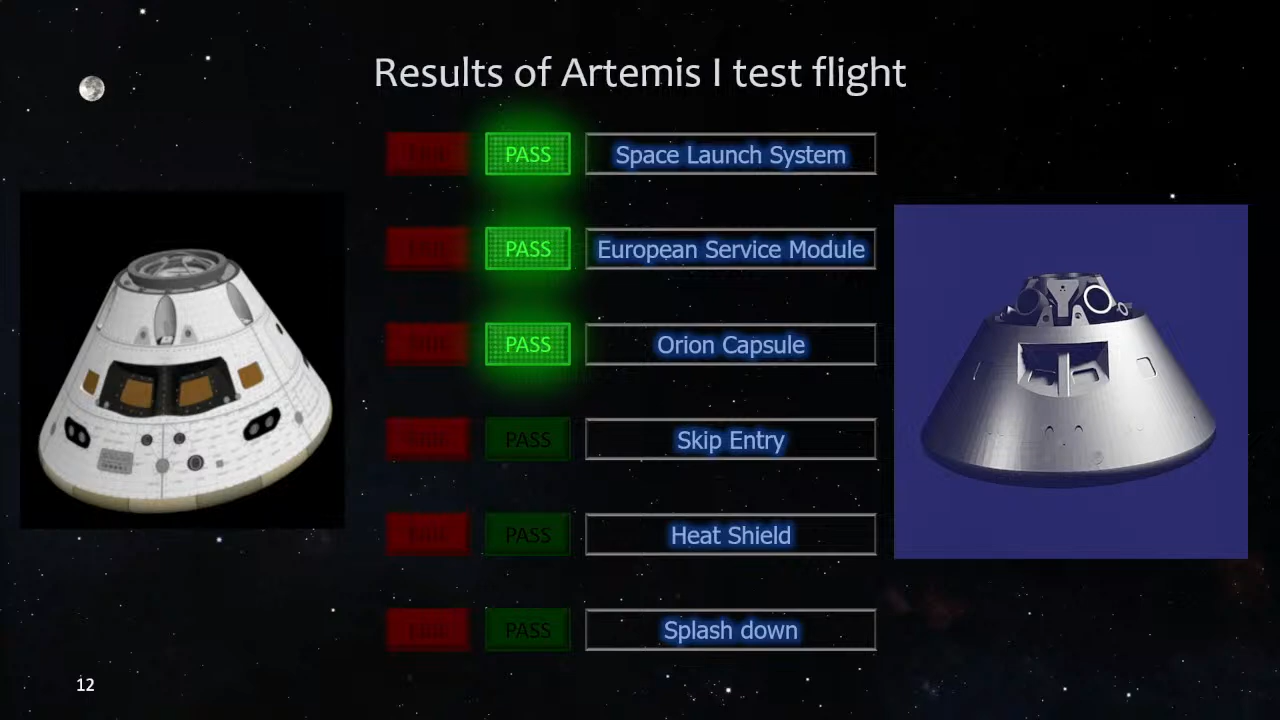 Results of Artemis I test flight
PASS Space Launch System
PASS European Service Module
PASS Orion Capsule
PASS Skip Entry
PASS Heat Shield
PASS Splash down
12